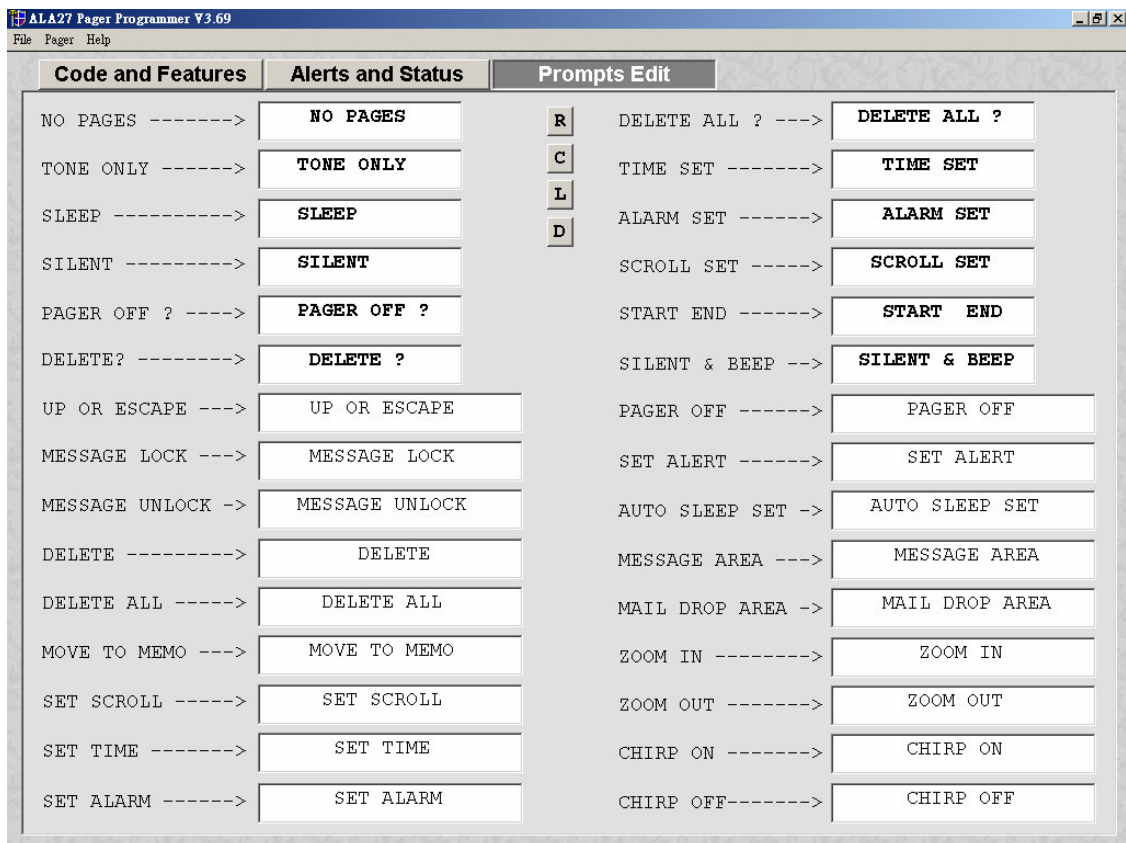 ALA27 Pager Programmer V3.69
File Pager Help
Code and Features Alerts and Status Prompts Edit
NO PAGES -------> NO PAGES
TONE ONLY ------> TONE ONLY
SLEEP ----------> SLEEP
SILENT ---------> SILENT
PAGER OFF ? ----> PAGER OFF ?
DELETE? --------> DELETE ?
UP OR ESCAPE ---> UP OR ESCAPE
MESSAGE LOCK ---> MESSAGE LOCK
MESSAGE UNLOCK -> MESSAGE UNLOCK
DELETE ---------> DELETE
DELETE ALL -----> DELETE ALL
MOVE TO MEMO ---> MOVE TO MEMO
SET SCROLL -----> SET SCROLL
SET TIME -------> SET TIME
SET ALARM ------> SET ALARM
R
C
L
D
DELETE ALL ? ---> DELETE ALL ?
TIME SET -------> TIME SET
ALARM SET ------> ALARM SET
SCROLL SET -----> SCROLL SET
START END ------> START END
SILENT & BEEP --> SILENT & BEEP
PAGER OFF ------> PAGER OFF
SET ALERT ------> SET ALERT
AUTO SLEEP SET -> AUTO SLEEP SET
MESSAGE AREA ---> MESSAGE AREA
MAIL DROP AREA -> MAIL DROP AREA
ZOOM IN --------> ZOOM IN
ZOOM OUT -------> ZOOM OUT
CHIRP ON -------> CHIRP ON
CHIRP OFF-------> CHIRP OFF